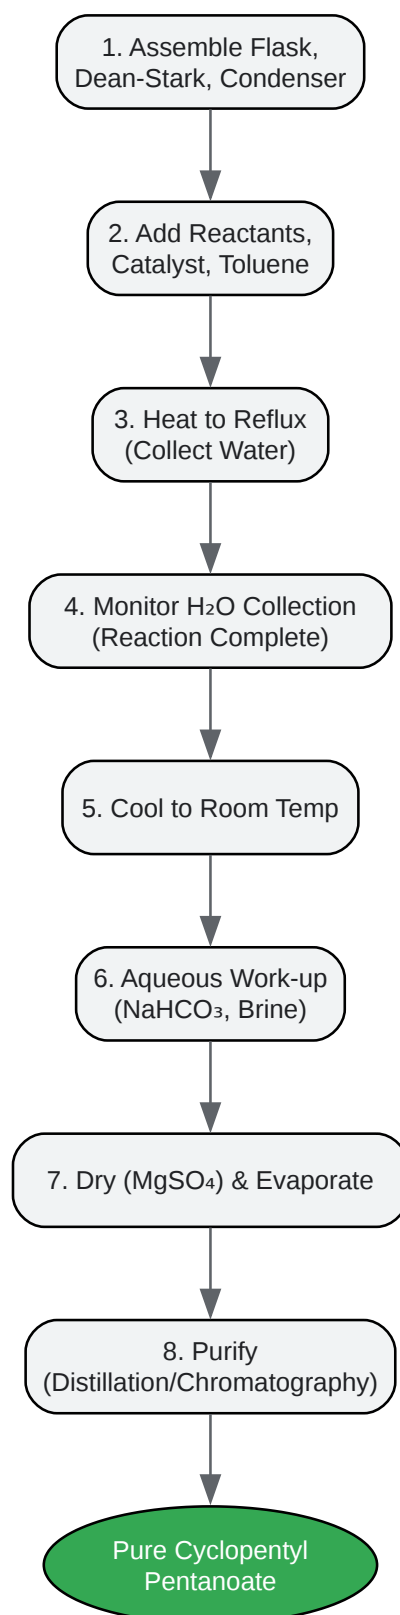 1. Assemble Flask,
Dean-Stark, Condenser
2. Add Reactants,
Catalyst, Toluene
3. Heat to Reflux
(Collect Water)
4. Monitor H₂O Collection
(Reaction Complete)
5. Cool to Room Temp
6. Aqueous Work-up
(NaHCO₃, Brine)
7. Dry (MgSO₄) & Evaporate
8. Purify
(Distillation/Chromatography)
Pure Cyclopentyl
Pentanoate